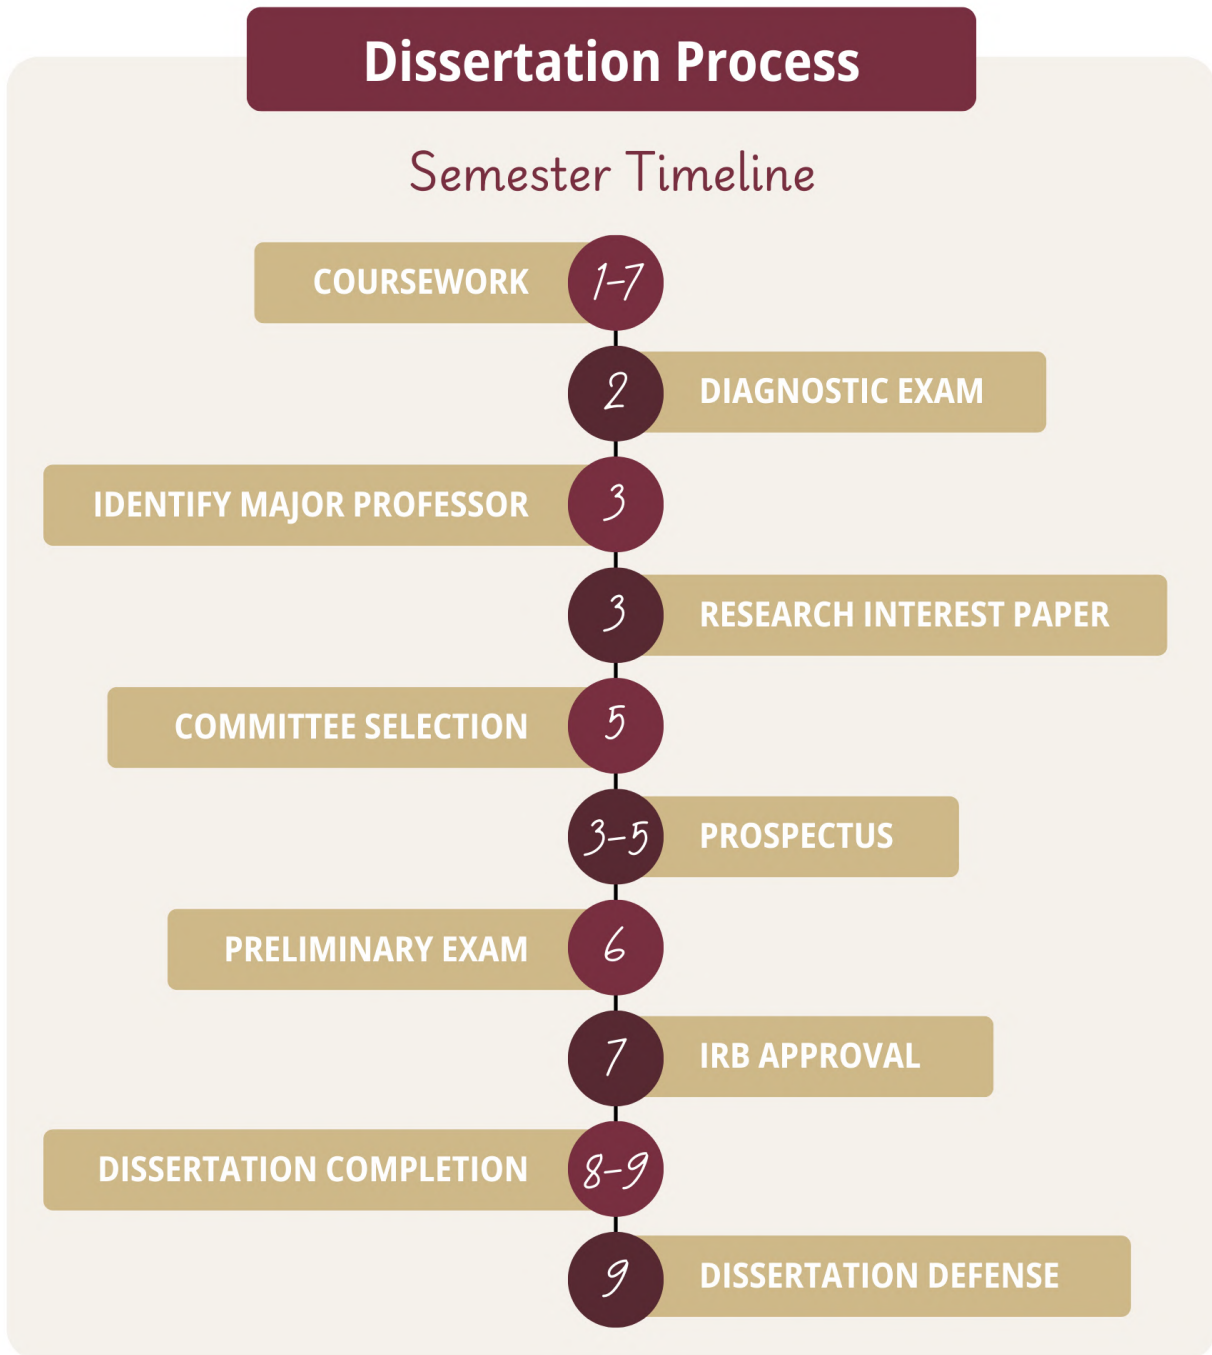 Dissertation Process
Semester Timeline
COURSEWORK 1-7
2 DIAGNOSTIC EXAM
IDENTIFY MAJOR PROFESSOR 3
3 RESEARCH INTEREST PAPER
COMMITTEE SELECTION 5
3-5 PROSPECTUS
PRELIMINARY EXAM 6
7 IRB APPROVAL
DISSERTATION COMPLETION 8-9
9 DISSERTATION DEFENSE